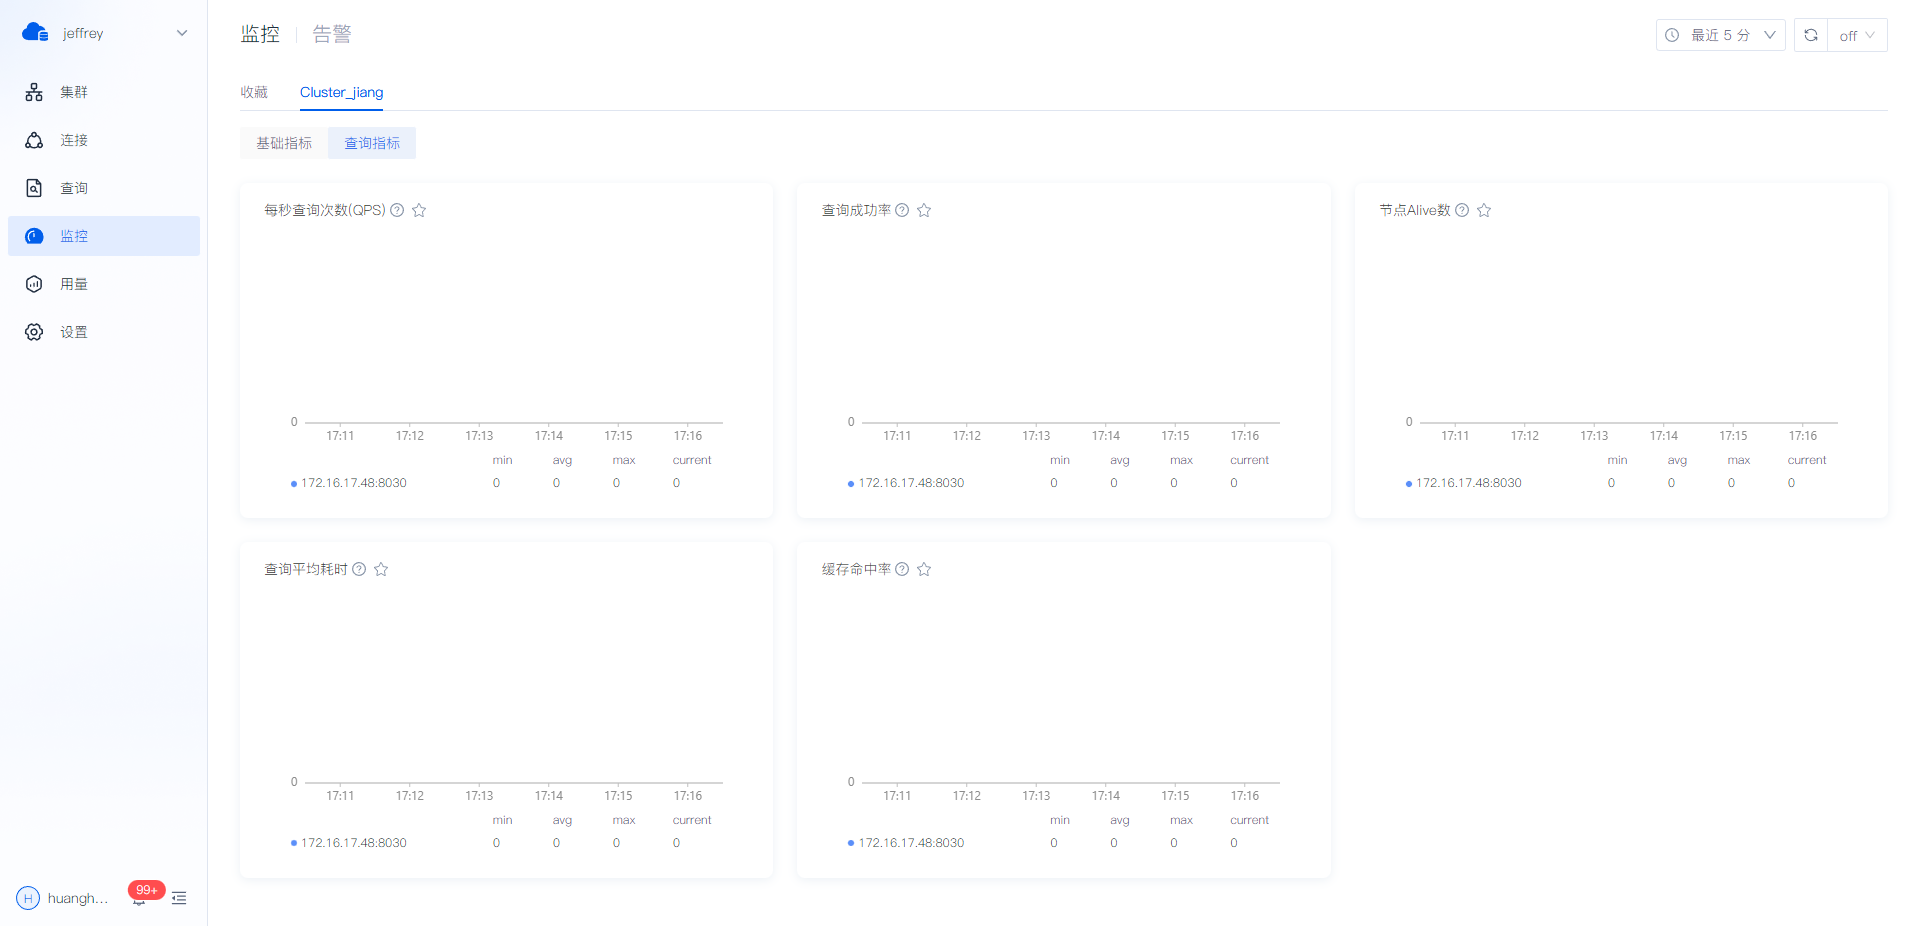 jeffrey
集群
连接
查询
监控
用量
设置
H huangh...
99+
监控 告警
最近 5 分
off
收藏 Cluster_jiang
基础指标 查询指标
每秒查询次数(QPS)
0
17:11 17:12 17:13 17:14 17:15 17:16
min avg max current
172.16.17.48:8030 0 0 0 0
查询成功率
0
17:11 17:12 17:13 17:14 17:15 17:16
min avg max current
172.16.17.48:8030 0 0 0 0
节点Alive数
0
17:11 17:12 17:13 17:14 17:15 17:16
min avg max current
172.16.17.48:8030 0 0 0 0
查询平均耗时
0
17:11 17:12 17:13 17:14 17:15 17:16
min avg max current
172.16.17.48:8030 0 0 0 0
缓存命中率
0
17:11 17:12 17:13 17:14 17:15 17:16
min avg max current
172.16.17.48:8030 0 0 0 0